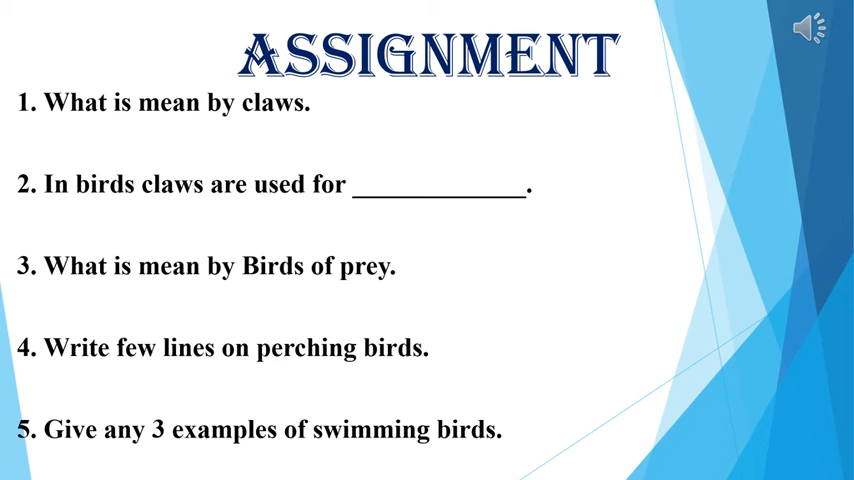 ASSIGNMENT
1. What is mean by claws.
2. In birds claws are used for _____________.
3. What is mean by Birds of prey.
4. Write few lines on perching birds.
5. Give any 3 examples of swimming birds.